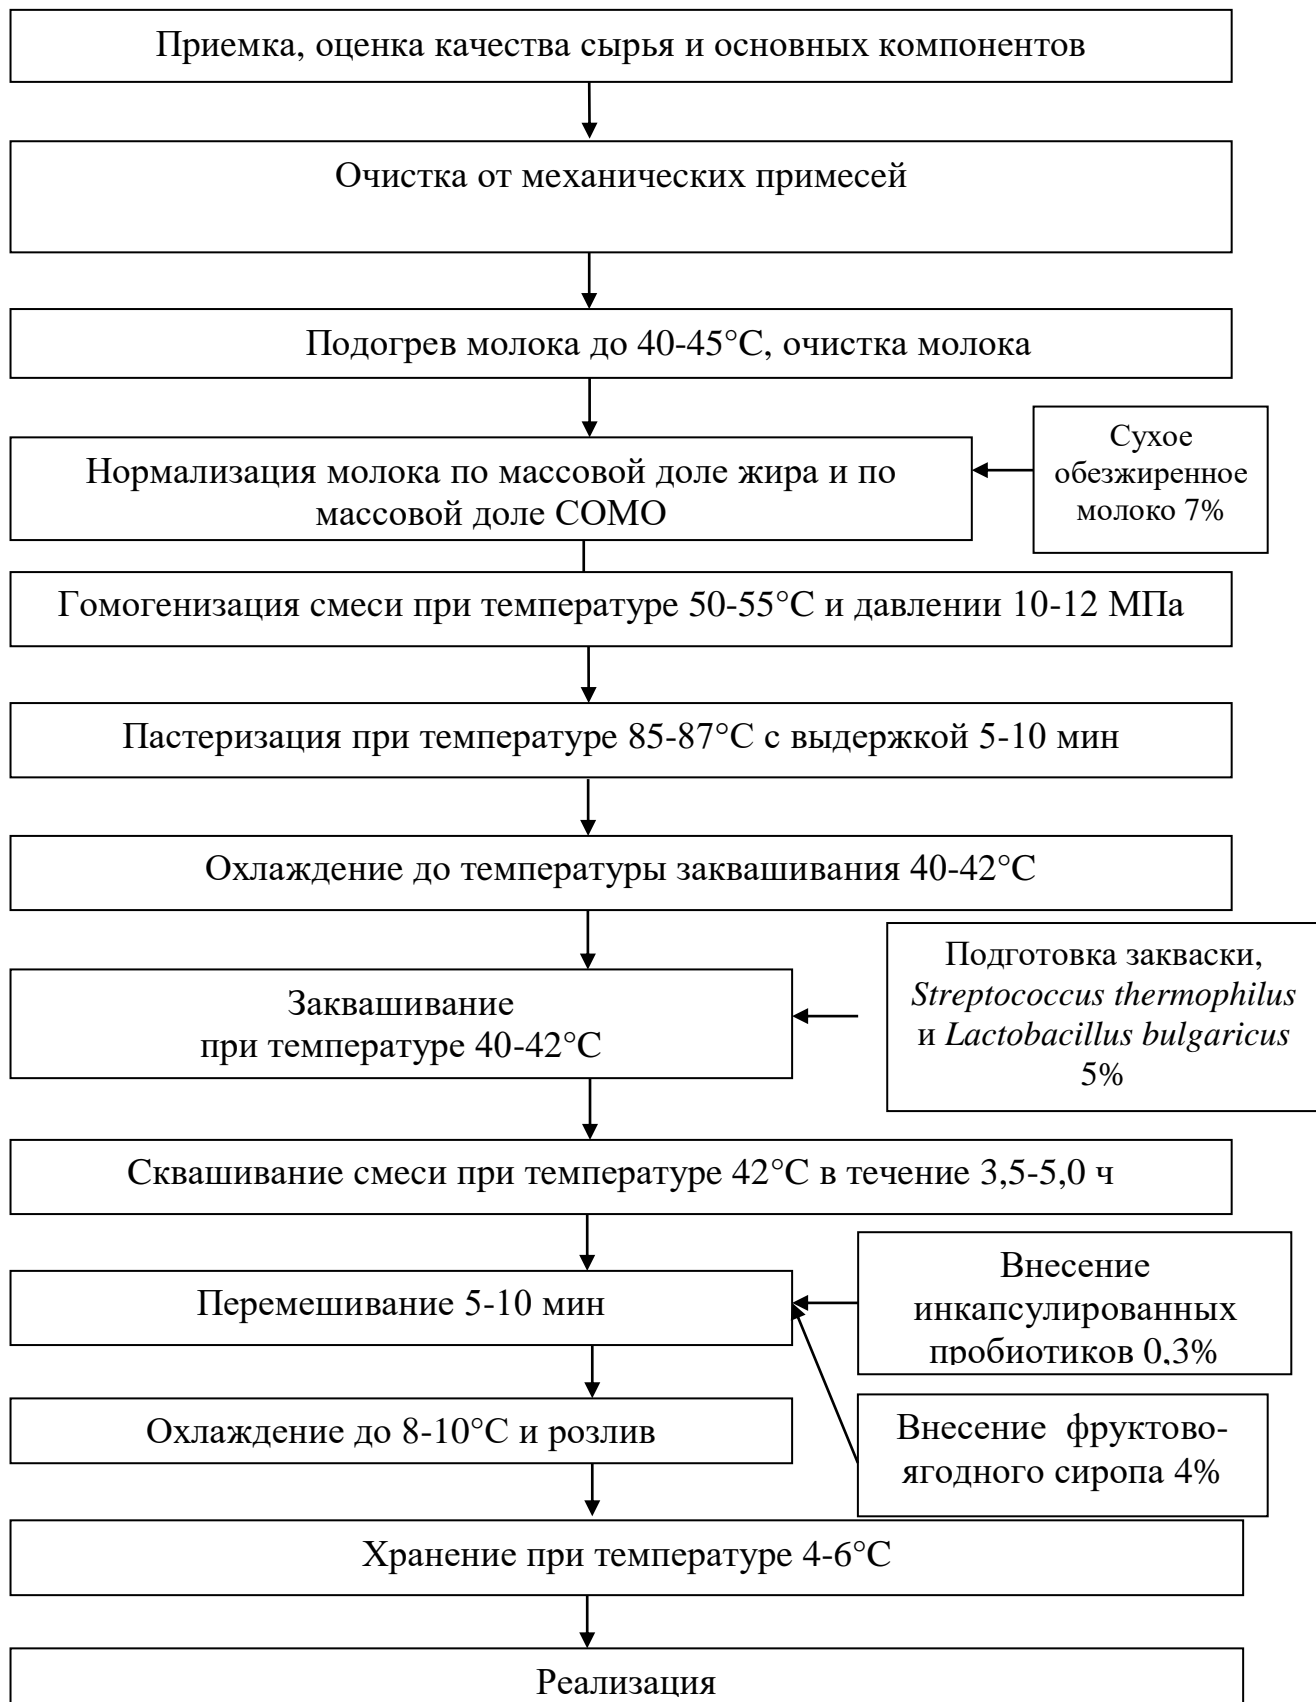 Приемка, оценка качества сырья и основных компонентов
Очистка от механических примесей
Подогрев молока до 40-45°С, очистка молока
Нормализация молока по массовой доле жира и по
массовой доле СОМО
Сухое
обезжиренное
молоко 7%
Гомогенизация смеси при температуре 50-55°С и давлении 10-12 МПа
Пастеризация при температуре 85-87°С с выдержкой 5-10 мин
Охлаждение до температуры заквашивания 40-42°С
Заквашивание
при температуре 40-42°С
Подготовка закваски,
Streptococcus thermophilus
и Lactobacillus bulgaricus
5%
Сквашивание смеси при температуре 42°С в течение 3,5-5,0 ч
Перемешивание 5-10 мин
Внесение
инкапсулированных
пробиотиков 0,3%
Охлаждение до 8-10°С и розлив
Внесение фруктово-
ягодного сиропа 4%
Хранение при температуре 4-6°С
Реализация